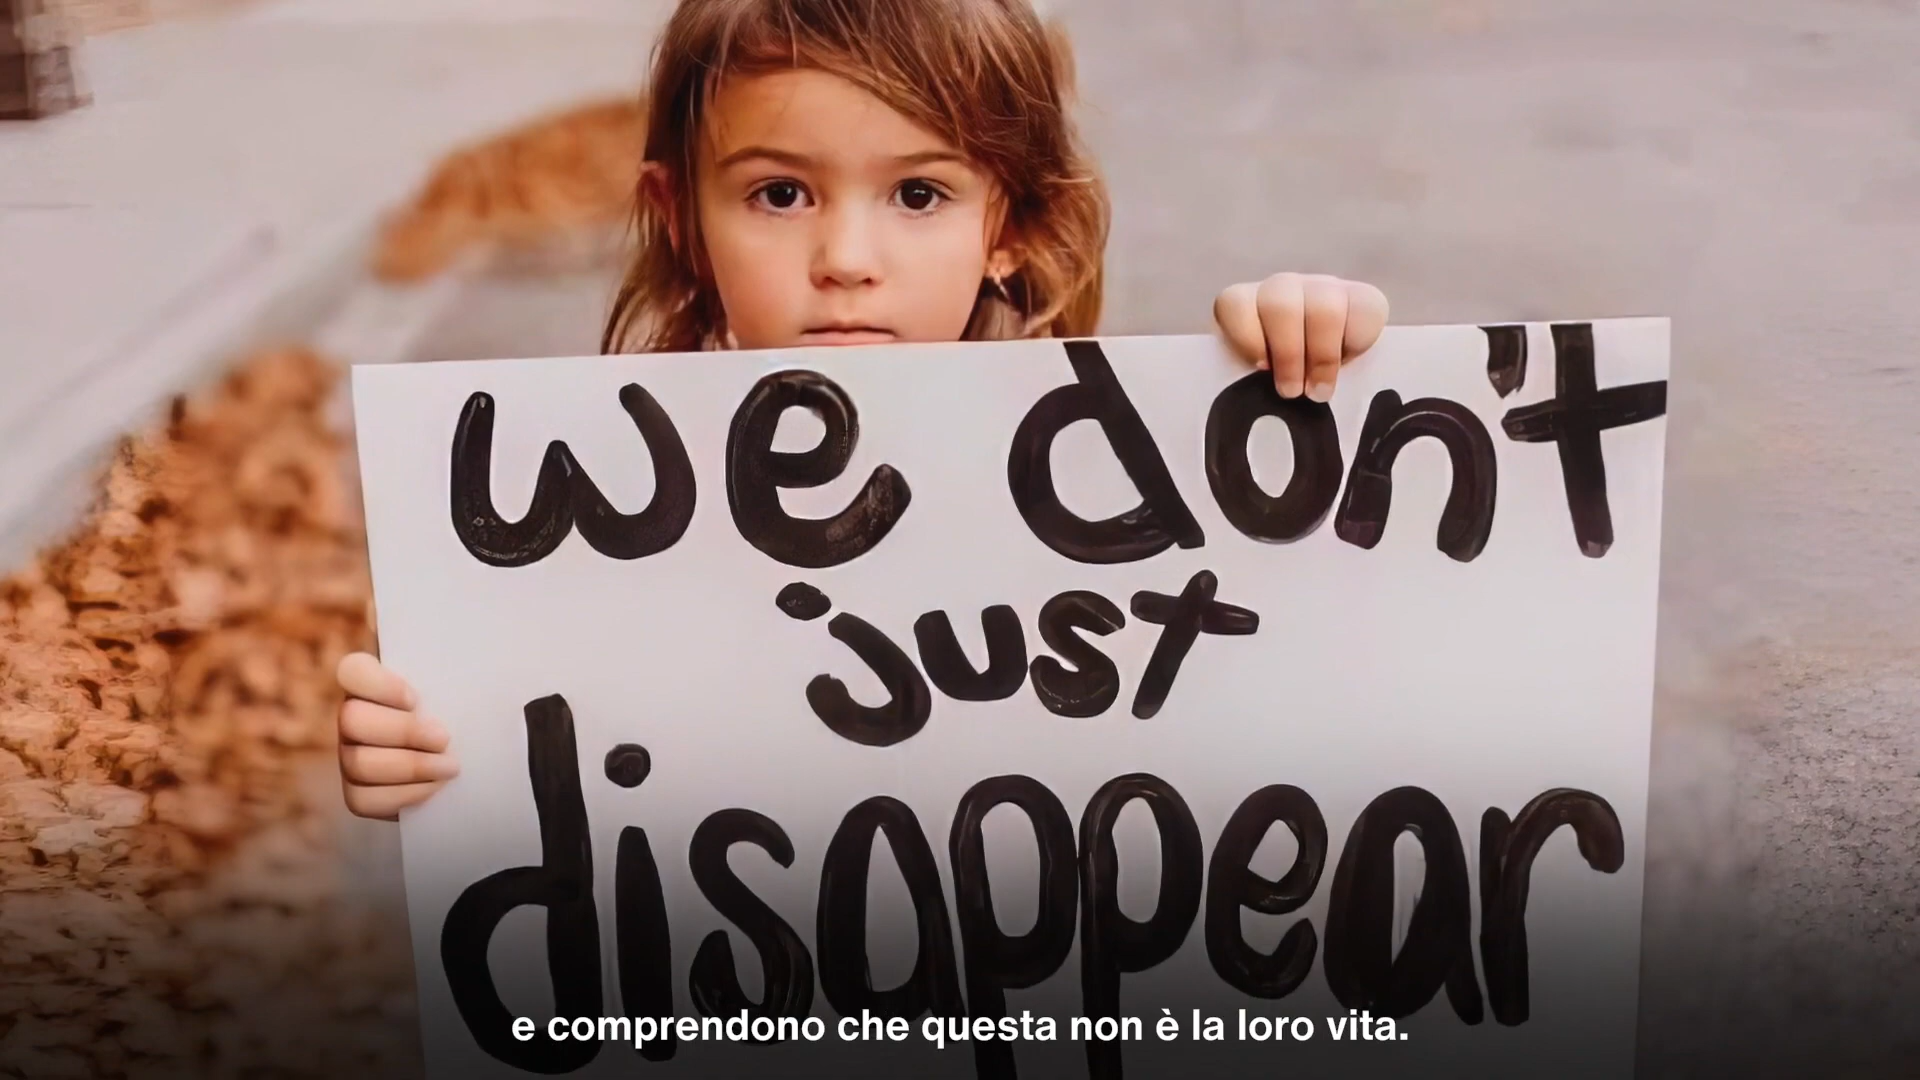 we don't
just
disappear
e comprendono che questa non è la loro vita.